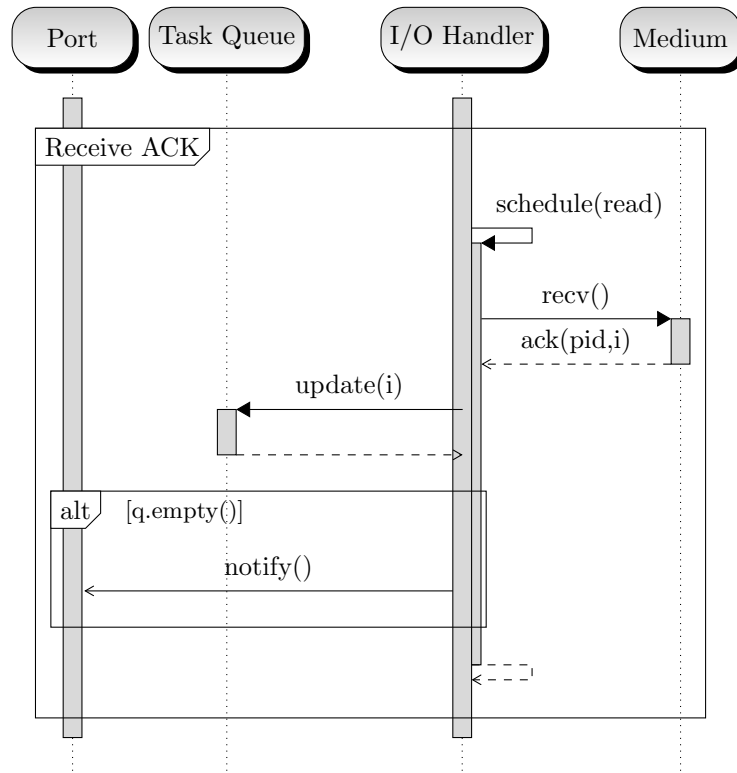 Port
Task Queue
I/O Handler
Medium
Receive ACK
schedule(read)
recv()
ack(pid,i)
update(i)
alt [q.empty()]
notify()